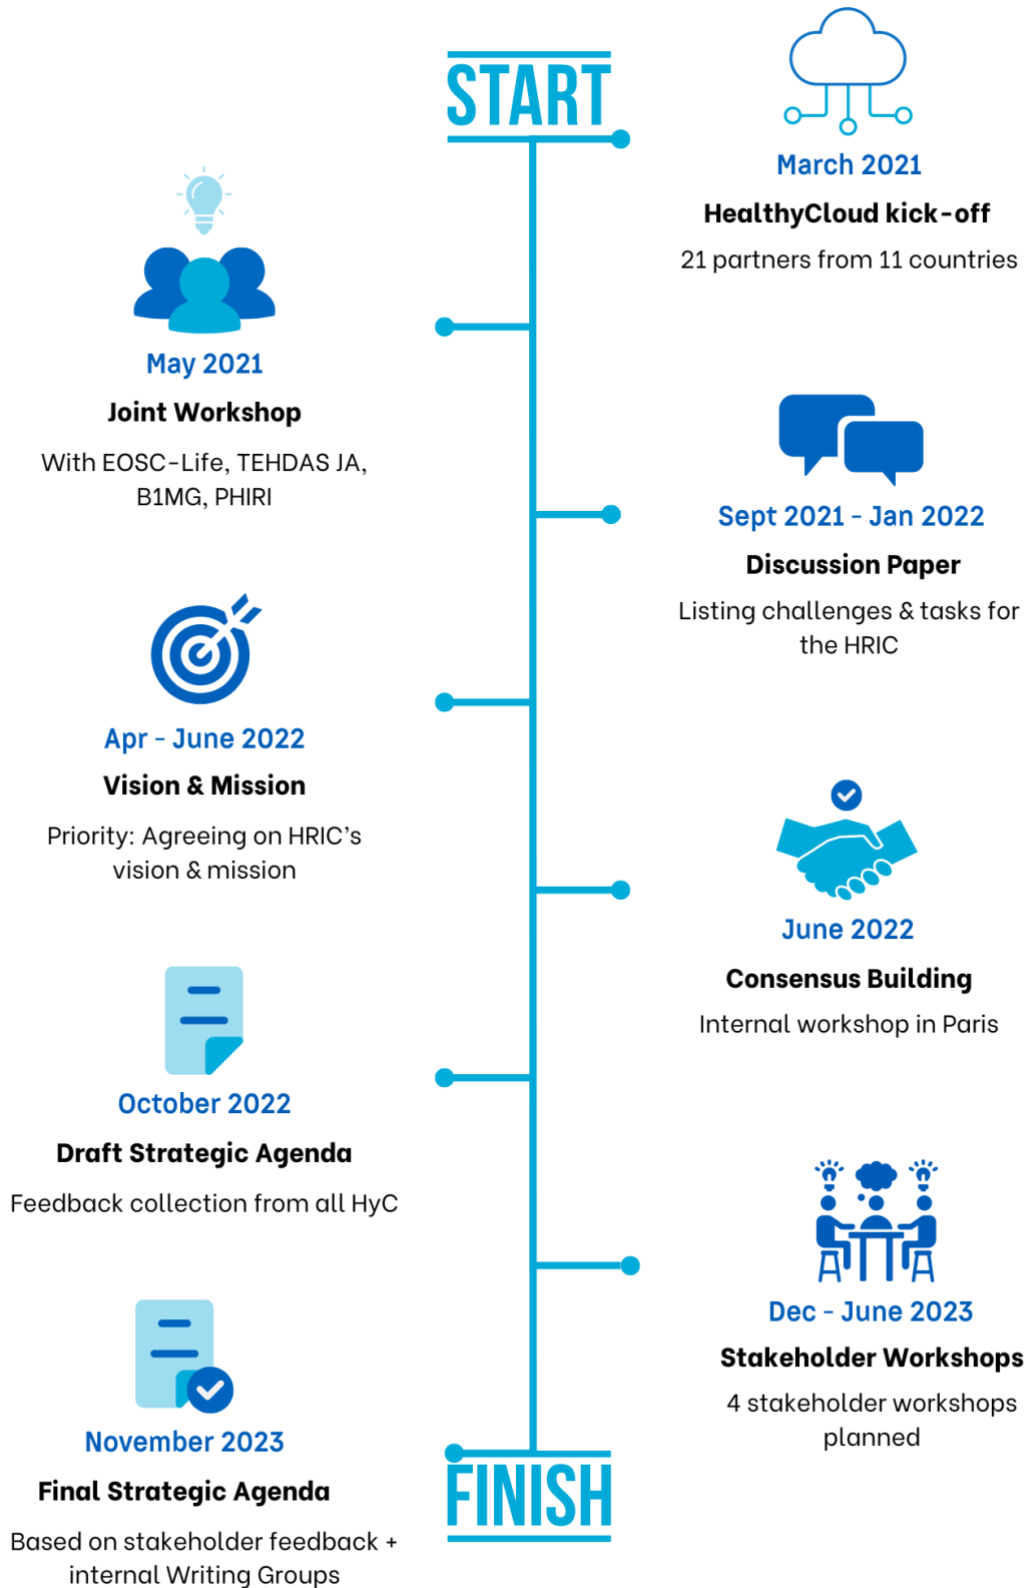 START
March 2021
HealthyCloud kick-off
21 partners from 11 countries
May 2021
Joint Workshop
With EOSC-Life, TEHDAS JA,
B1MG, PHIRI
Sept 2021 - Jan 2022
Discussion Paper
Listing challenges & tasks for
the HRIC
Apr - June 2022
Vision & Mission
Priority: Agreeing on HRIC's
vision & mission
June 2022
Consensus Building
Internal workshop in Paris
October 2022
Draft Strategic Agenda
Feedback collection from all HyC
Dec - June 2023
Stakeholder Workshops
4 stakeholder workshops
planned
November 2023
Final Strategic Agenda
Based on stakeholder feedback +
internal Writing Groups
FINISH